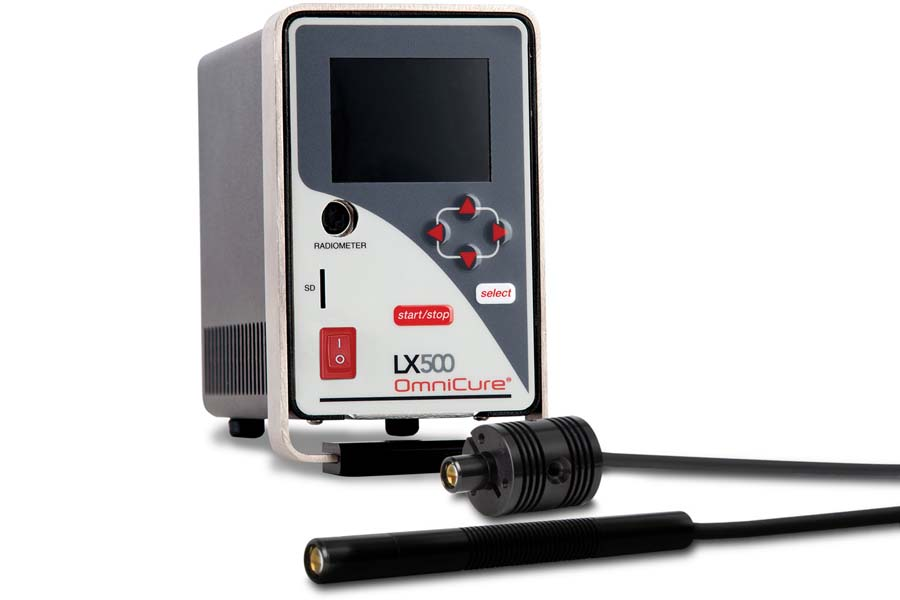 RADIOMETER
SD
select
start/stop
I
O
LX500
OmniCure®